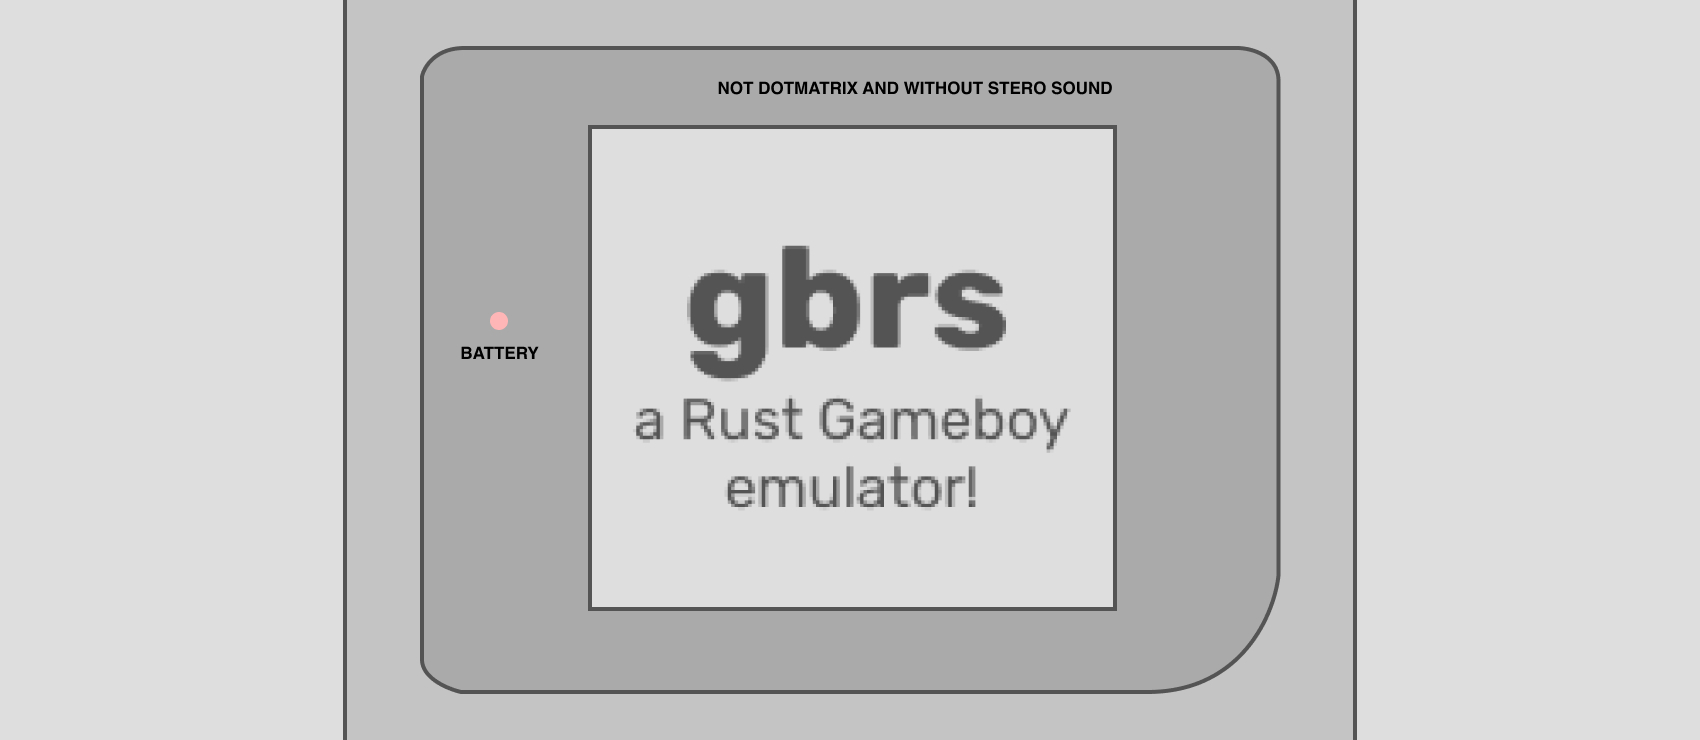 NOT DOTMATRIX AND WITHOUT STERO SOUND
gbrs
BATTERY
a Rust Gameboy
emulator!